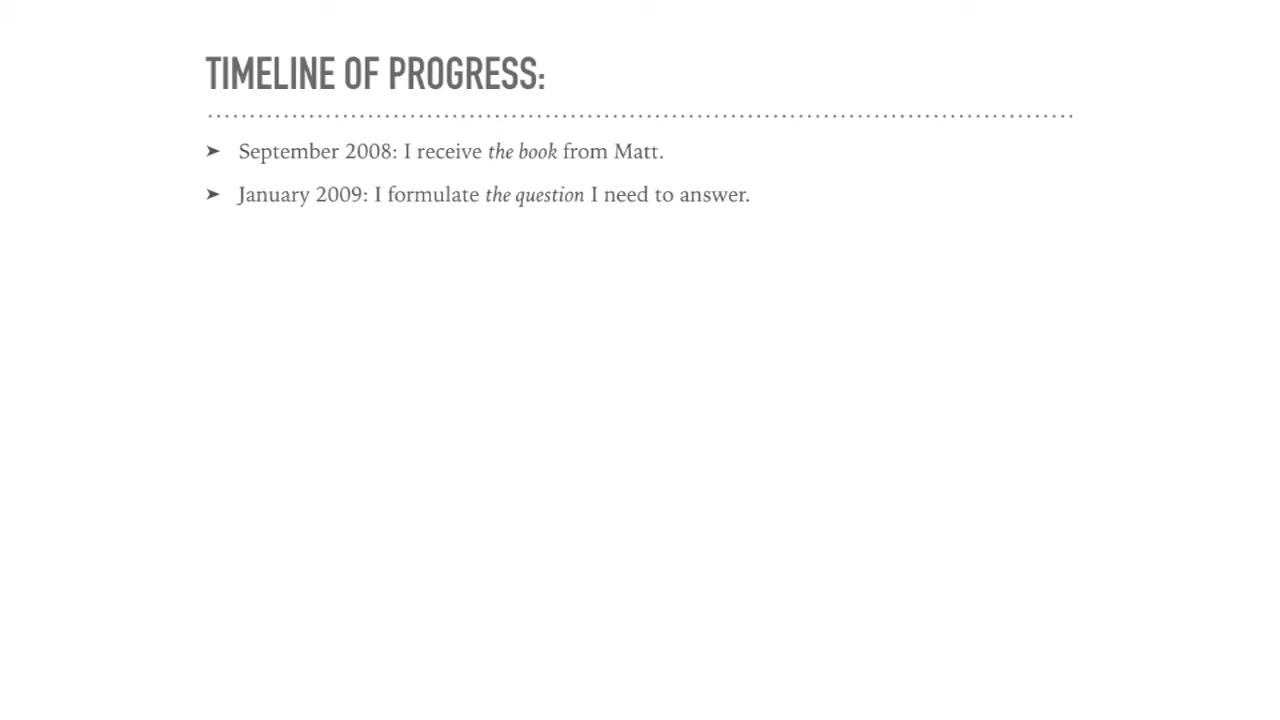 TIMELINE OF PROGRESS:
➤ September 2008: I receive the book from Matt.
➤ January 2009: I formulate the question I need to answer.